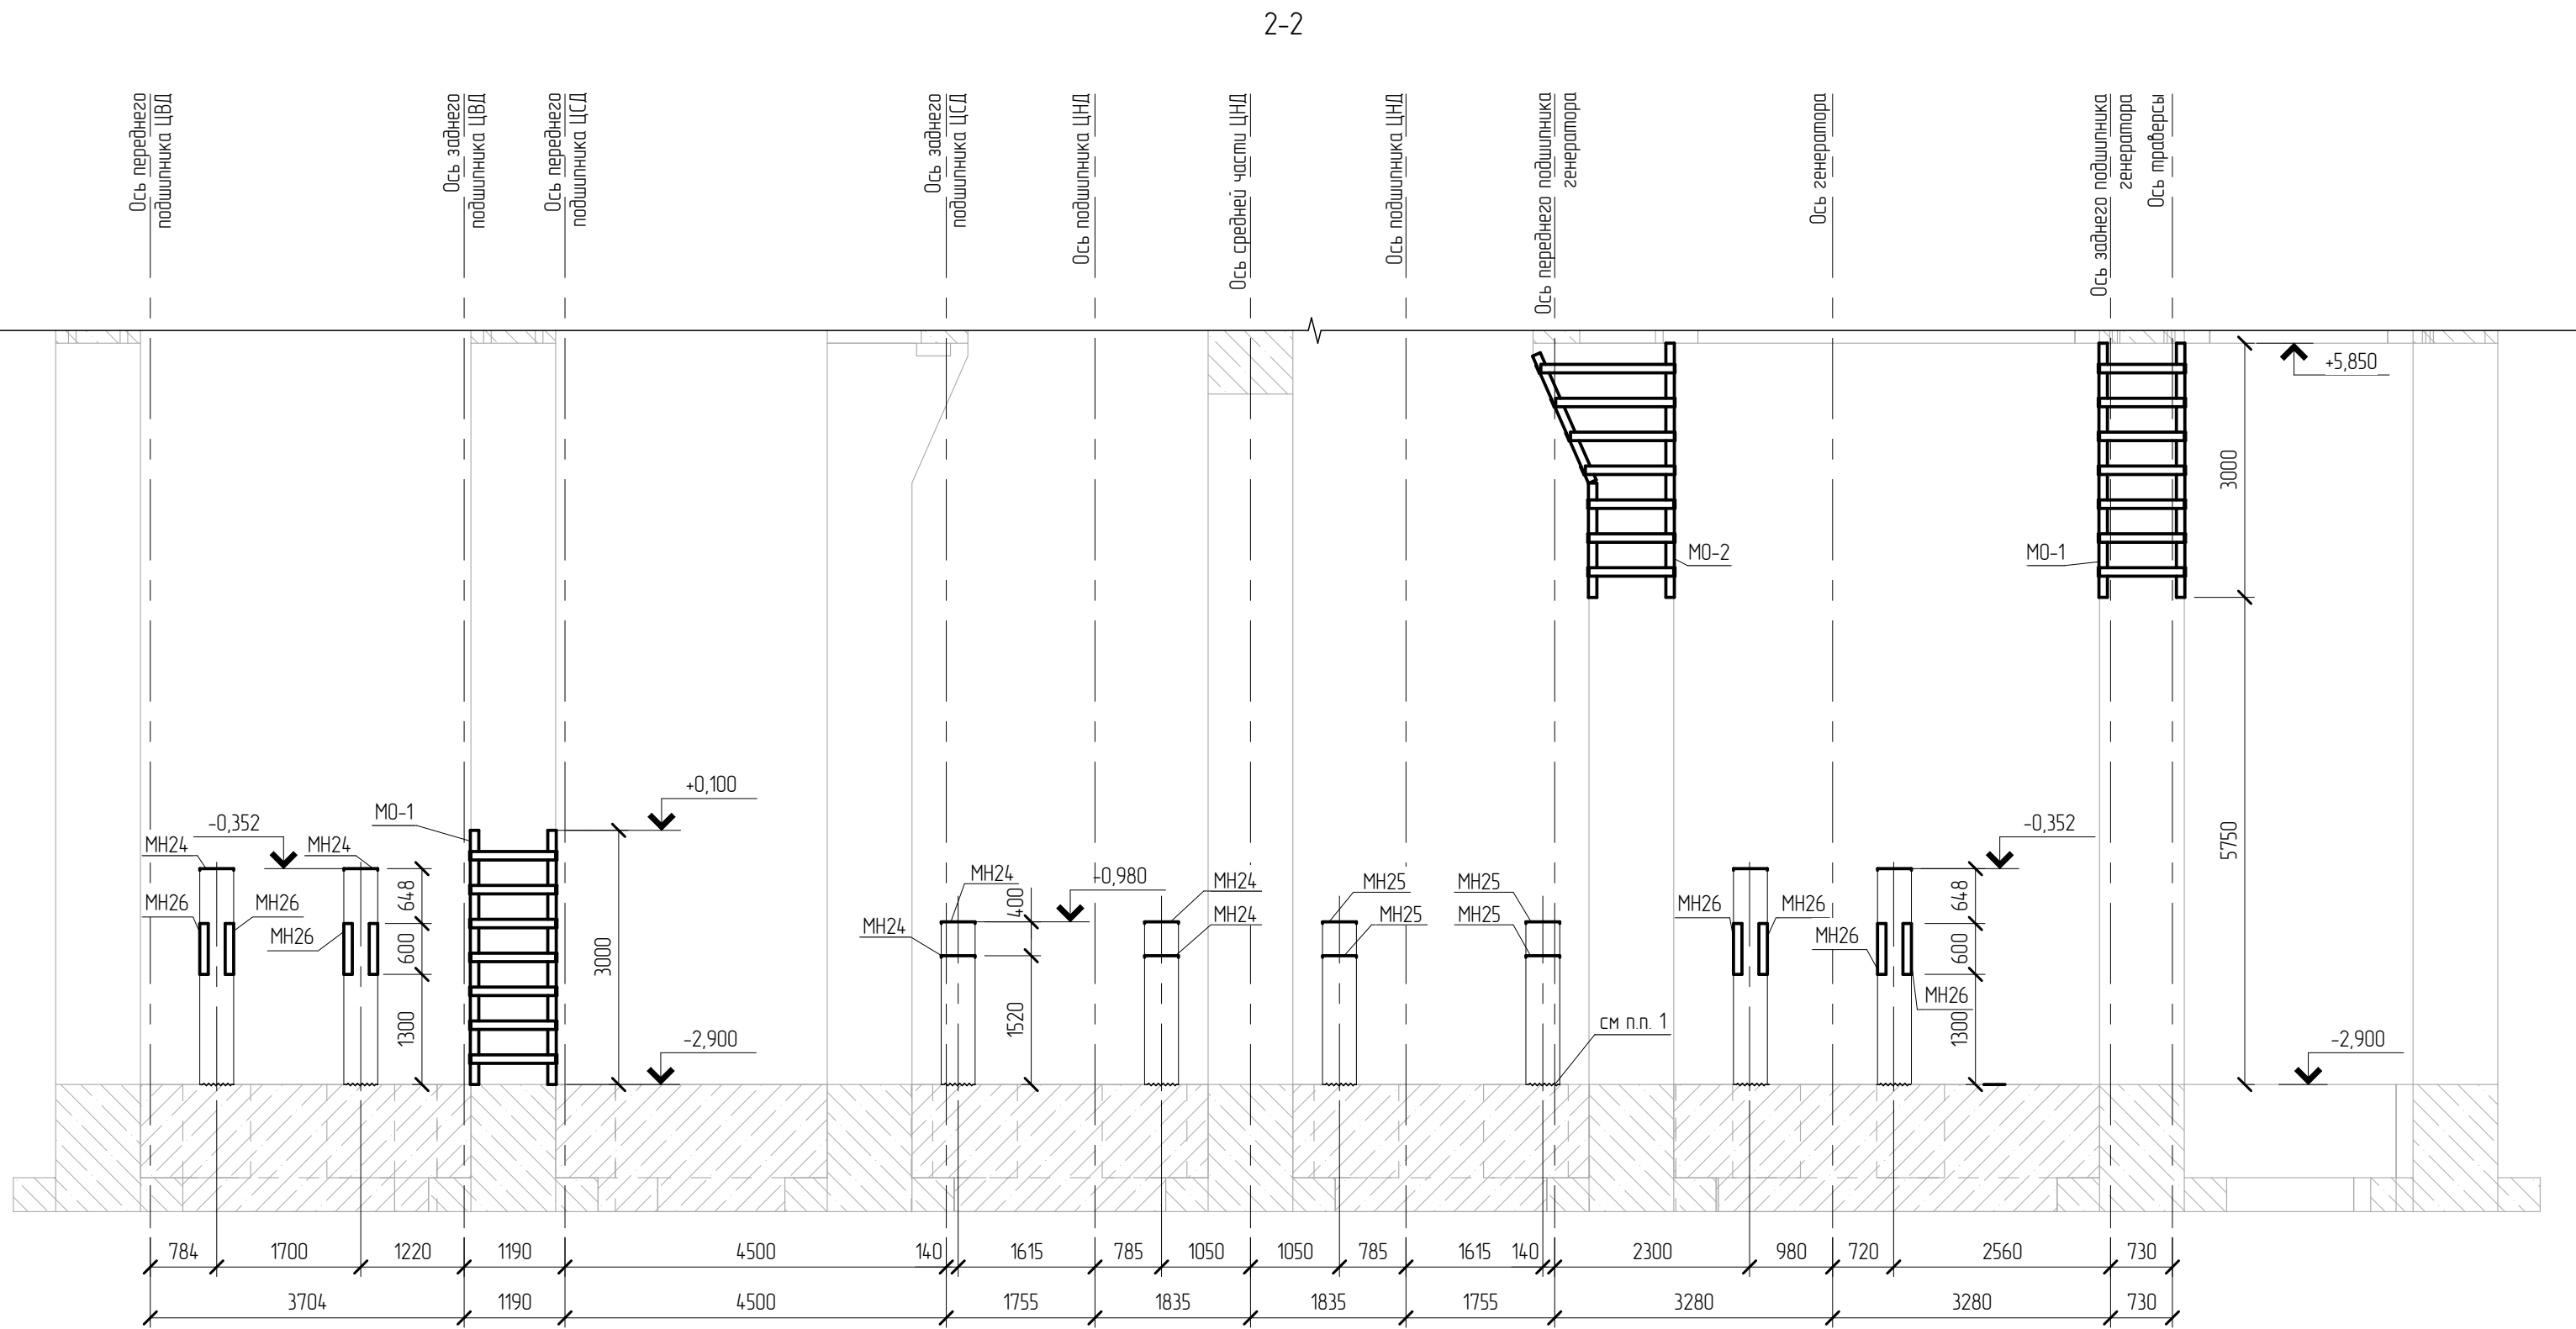 2-2
Ось переднего
подшипника ЦВД
Ось заднего
подшипника ЦВД
Ось переднего
подшипника ЦСД
Ось заднего
подшипника ЦСД
Ось подшипника ЦНД
Ось средней части ЦНД
Ось подшипника ЦНД
Ось переднего подшипника
генератора
Ось генератора
Ось заднего подшипника
генератора
Ось траверсы
+5,850
3000
МО-2
МО-1
5750
+0,100
МО-1
-0,352
МН24
МН24
648
МН26
МН26
МН26
600
1300
3000
-2,900
МН24
400
+0,980
МН24
МН24
МН24
1520
МН25
МН25
МН25
МН25
см п.п. 1
-0,352
МН26
МН26
МН26
648
600
МН26
1300
-2,900
784 1700 1220 1190 4500 140 1615 785 1050 1050 785 1615 140 2300 980 720 2560 730
3704 1190 4500 1755 1835 1835 1755 3280 3280 730